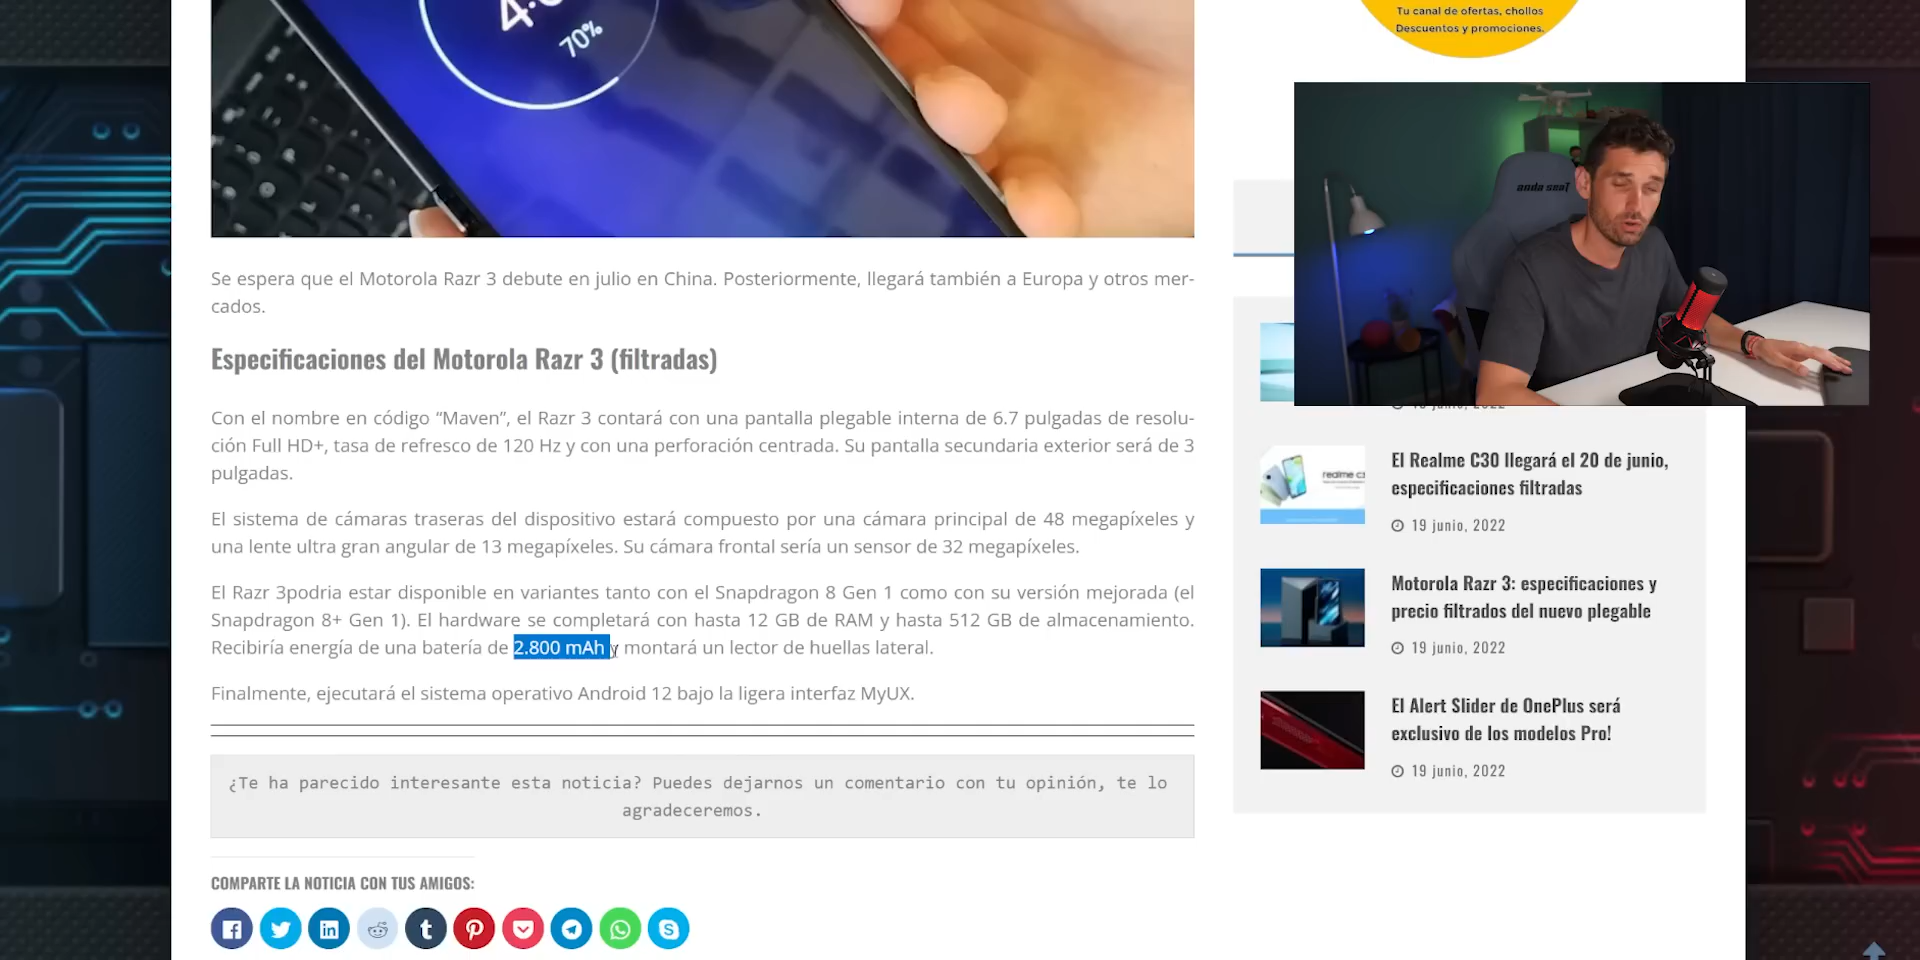 70%
Tu canal de ofertas, chollos
Descuentos y promociones.
anda seaT
Se espera que el Motorola Razr 3 debute en julio en China. Posteriormente, llegará también a Europa y otros mer-
cados.
Especificaciones del Motorola Razr 3 (filtradas)
Con el nombre en código “Maven”, el Razr 3 contará con una pantalla plegable interna de 6.7 pulgadas de resolu-
ción Full HD+, tasa de refresco de 120 Hz y con una perforación centrada. Su pantalla secundaria exterior será de 3
pulgadas.
El sistema de cámaras traseras del dispositivo estará compuesto por una cámara principal de 48 megapíxeles y
una lente ultra gran angular de 13 megapíxeles. Su cámara frontal sería un sensor de 32 megapíxeles.
El Razr 3podria estar disponible en variantes tanto con el Snapdragon 8 Gen 1 como con su versión mejorada (el
Snapdragon 8+ Gen 1). El hardware se completará con hasta 12 GB de RAM y hasta 512 GB de almacenamiento.
Recibiría energía de una batería de 2.800 mAh y montará un lector de huellas lateral.
Finalmente, ejecutará el sistema operativo Android 12 bajo la ligera interfaz MyUX.
¿Te ha parecido interesante esta noticia? Puedes dejarnos un comentario con tu opinión, te lo
agradeceremos.
COMPARTE LA NOTICIA CON TUS AMIGOS:
realme
El Realme C30 llegará el 20 de junio,
especificaciones filtradas
19 junio, 2022
Motorola Razr 3: especificaciones y
precio filtrados del nuevo plegable
19 junio, 2022
El Alert Slider de OnePlus será
exclusivo de los modelos Pro!
19 junio, 2022